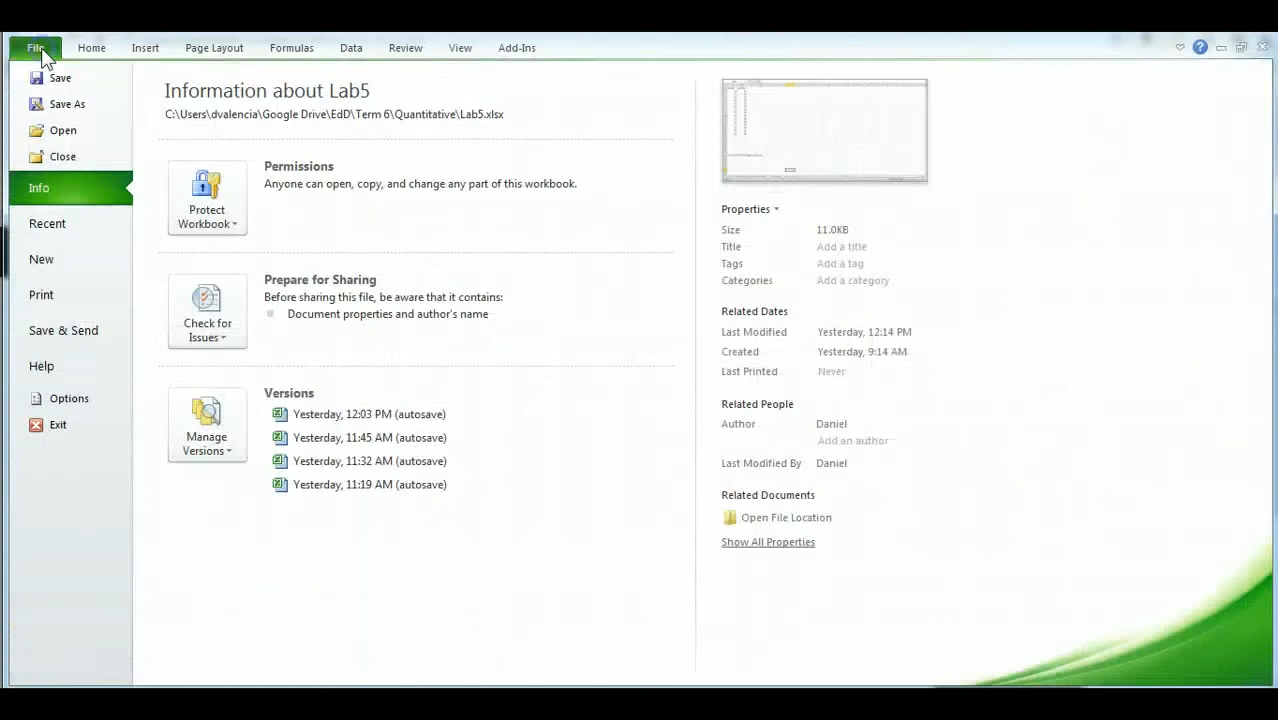 File Home Insert Page Layout Formulas Data Review View Add-Ins
Save
Save As
Open
Close
Info
Recent
New
Print
Save & Send
Help
Options
Exit
Information about Lab5
C:\Users\dvalencia\Google Drive\EdD\Term 6\Quantitative\Lab5.xlsx
Protect
Workbook
Permissions
Anyone can open, copy, and change any part of this workbook.
Check for
Issues
Prepare for Sharing
Before sharing this file, be aware that it contains:
Document properties and author's name
Manage
Versions
Versions
Yesterday, 12:03 PM (autosave)
Yesterday, 11:45 AM (autosave)
Yesterday, 11:32 AM (autosave)
Yesterday, 11:19 AM (autosave)
Properties
Size 11.0KB
Title Add a title
Tags Add a tag
Categories Add a category
Related Dates
Last Modified Yesterday, 12:14 PM
Created Yesterday, 9:14 AM
Last Printed Never
Related People
Author Daniel
Add an author
Last Modified By Daniel
Related Documents
Open File Location
Show All Properties